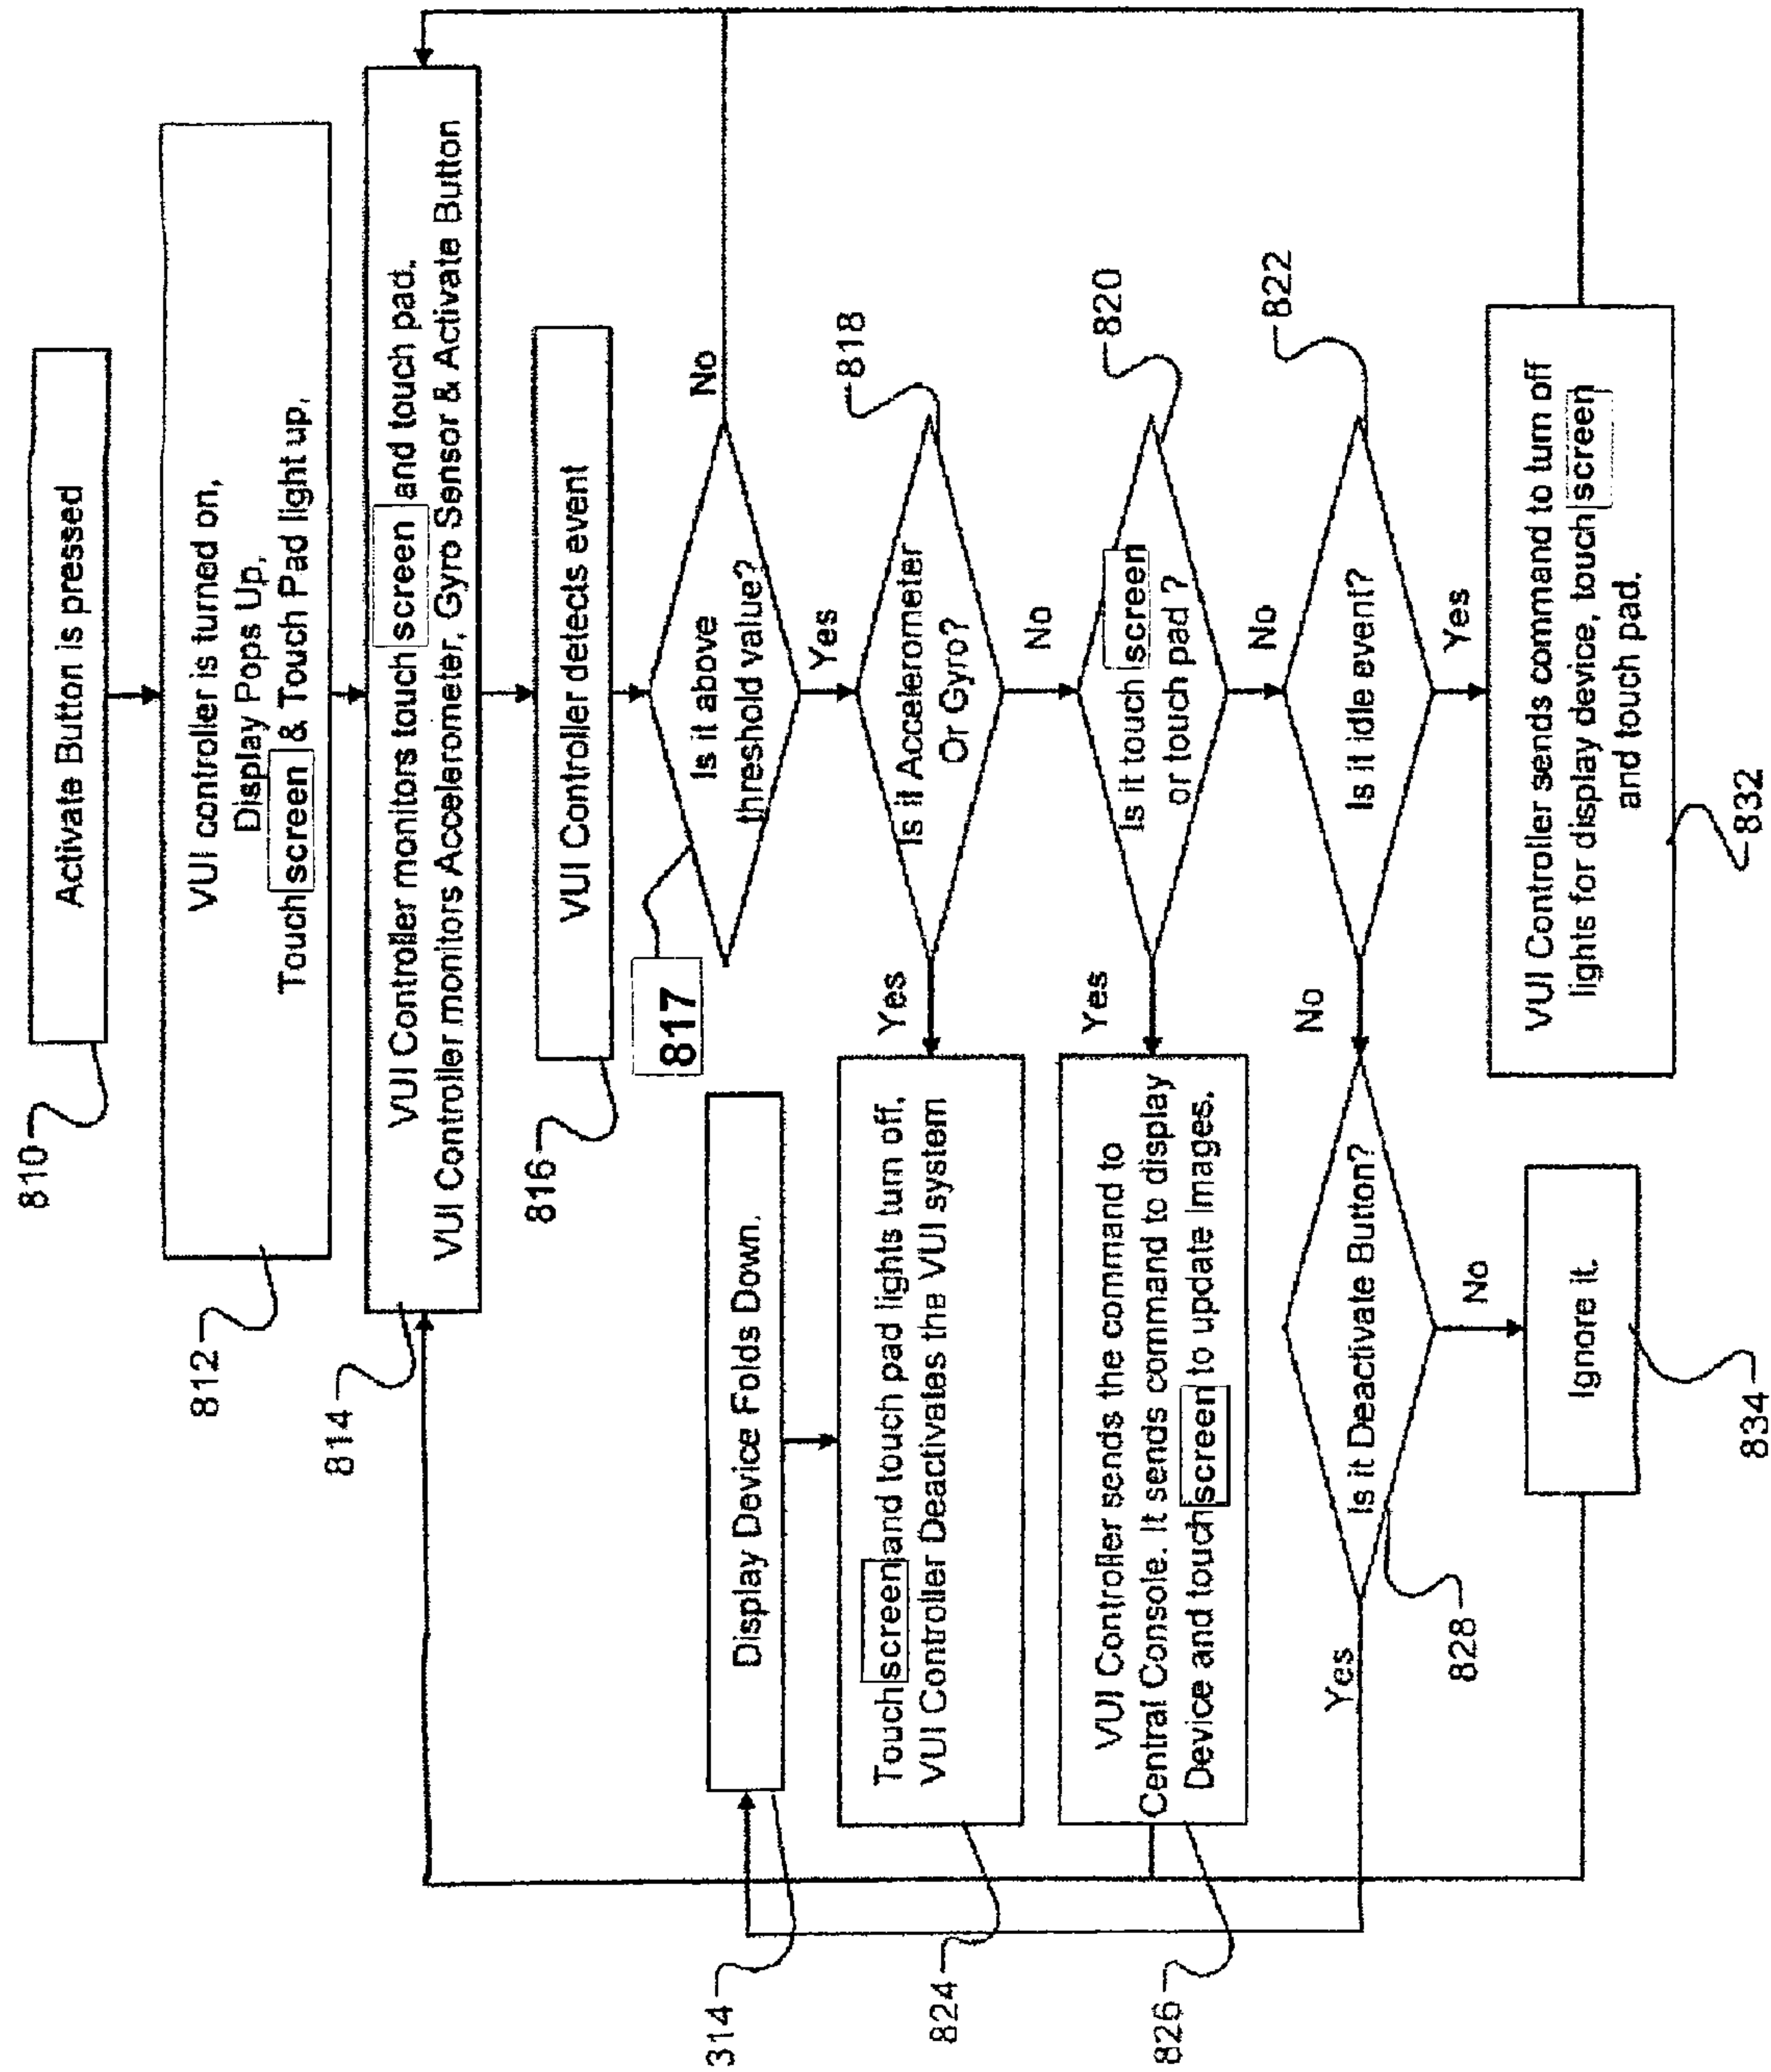 810
Activate Button is pressed
812
VUI controller is turned on,
Display Pops Up,
Touch screen & Touch Pad light up.
814
VUI Controller monitors touch screen and touch pad.
VUI Controller monitors Accelerometer, Gyro Sensor & Activate Button
816
VUI Controller detects event
817
Is it above
threshold value?
No
Yes
818
Is it Accelerometer
Or Gyro?
Yes
No
314
Display Device Folds Down.
824
Touch screen and touch pad lights turn off,
VUI Controller Deactivates the VUI system
820
Is it touch screen
or touch pad ?
Yes
No
826
VUI Controller sends the command to
Central Console. It sends command to display
Device and touch screen to update Images.
822
Is it idle event?
No
Yes
828
Is it Deactivate Button?
Yes
No
832
VUI Controller sends command to turn off
lights for display device, touch screen
and touch pad.
834
Ignore it.